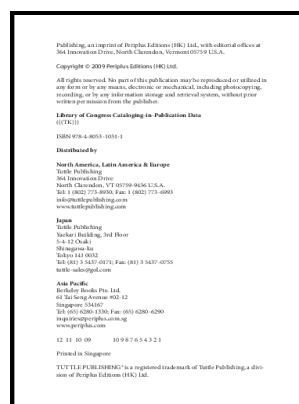 Publishing, an imprint of Periplus Editions (HK) Ltd., with editorial offices at
364 Innovation Drive, North Clarendon, Vermont 05759 U.S.A.
Copyright © 2009 Periplus Editions (HK) Ltd.
All rights reserved. No part of this publication may be reproduced or utilized in
any form or by any means, electronic or mechanical, including photocopying,
recording, or by any information storage and retrieval system, without prior
written permission from the publisher.
Library of Congress Cataloging-in-Publication Data
(((TK)))
ISBN 978-4-8053-1031-1
Distributed by
North America, Latin America & Europe
Tuttle Publishing
364 Innovation Drive
North Clarendon, VT 05759-9436 U.S.A.
Tel: 1 (802) 773-8930; Fax: 1 (802) 773-6993
info@tuttlepublishing.com
www.tuttlepublishing.com
Japan
Tuttle Publishing
Yaekari Building, 3rd Floor
5-4-12 Osaki
Shinagawa-ku
Tokyo 141 0032
Tel: (81) 3 5437-0171; Fax: (81) 3 5437-0755
tuttle-sales@gol.com
Asia Pacific
Berkeley Books Pte. Ltd.
61 Tai Seng Avenue #02-12
Singapore 534167
Tel: (65) 6280-1330; Fax: (65) 6280-6290
inquiries@periplus.com.sg
www.periplus.com
12 11 10 09 10 9 8 7 6 5 4 3 2 1
Printed in Singapore
TUTTLE PUBLISHING® is a registered trademark of Tuttle Publishing, a divi-
sion of Periplus Editions (HK) Ltd.